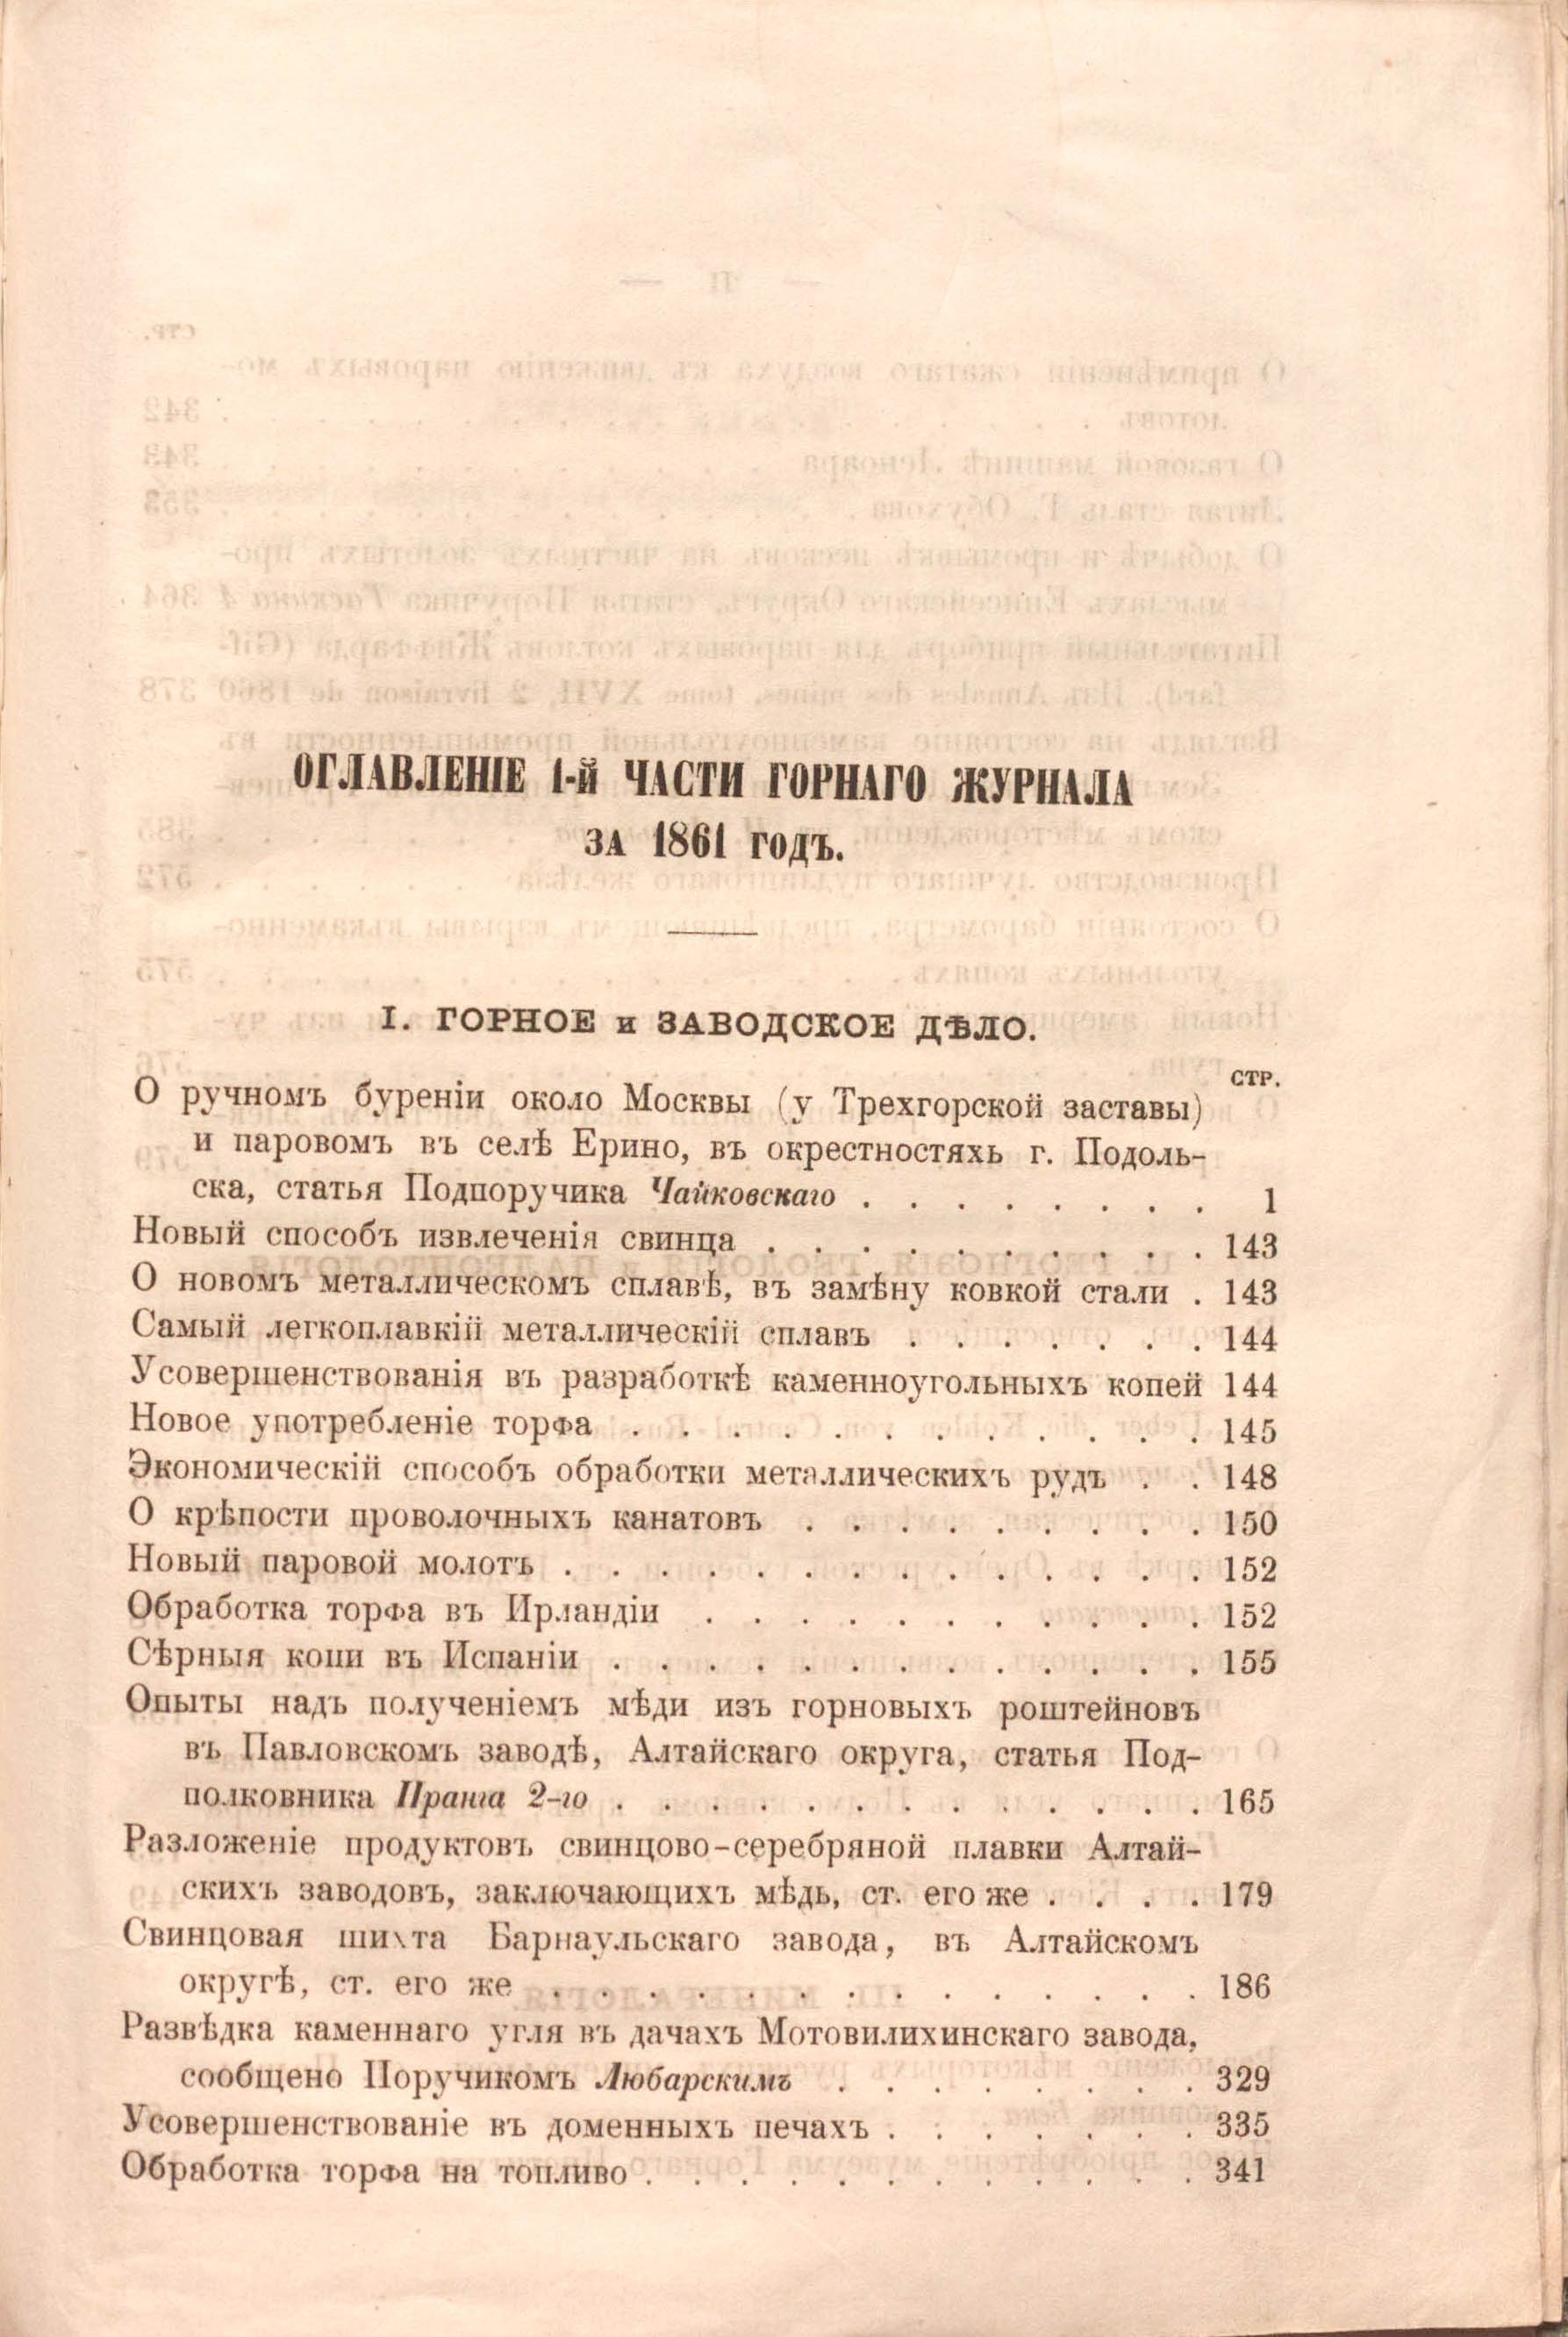 ОГЛАВЛЕНІЕ 1-й ЧАСТИ ГОРНАГО ЖУРНАЛА
ЗА 1861 ГОДЪ.
I. ГОРНОЕ и ЗАВОДСКОЕ ДѢЛО.
СТР.
О ручномъ буреніи около Москвы (у Трехгорской заставы)
и паровомъ въ селѣ Ерино, въ окрестностяхь г. Подоль-
ска, статья Подпоручика Чайковскаго . . . . . . . . 1
Новый способъ извлеченія свинца . . . . . . . . . . 143
О новомъ металлическомъ сплавѣ, въ замѣну ковкой стали . 143
Самый легкоплавкій металлическій сплавъ . . . . . . . 144
Усовершенствованія въ разработкѣ каменноугольныхъ копей 144
Новое употребленіе торфа . . . . . . . . . . . . 145
Экономическій способъ обработки металлическихъ рудъ . . 148
О крѣпости проволочныхъ канатовъ . . . . . . . . . 150
Новый паровой молотъ . . . . . . . . . . . . . . 152
Обработка торфа въ Ирландіи . . . . . . . . . . . 152
Сѣрныя копи въ Испаніи . . . . . . . . . . . . . 155
Опыты надъ полученіемъ мѣди изъ горновыхъ роштейновъ
въ Павловскомъ заводѣ, Алтайскаго округа, статья Под-
полковника Пранга 2-го . . . . . . . . . . . . . 165
Разложеніе продуктовъ свинцово-серебряной плавки Алтай-
скихъ заводовъ, заключающихъ мѣдь, ст. его же . . . . 179
Свинцовая шихта Барнаульскаго завода, въ Алтайскомъ
округѣ, ст. его же . . . . . . . . . . . . . . 186
Развѣдка каменнаго угля въ дачахъ Мотовилихинскаго завода,
сообщено Поручикомъ Любарскимъ . . . . . . . . 329
Усовершенствованіе въ доменныхъ печахъ . . . . . . . 335
Обработка торфа на топливо . . . . . . . . . . . . 341